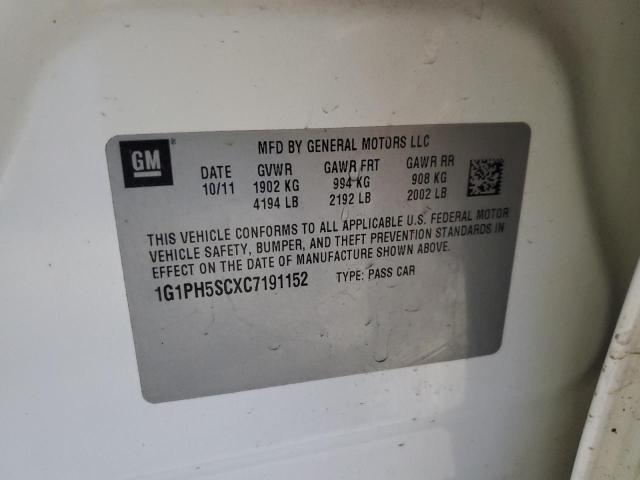 GM
®
MFD BY GENERAL MOTORS LLC
DATE GVWR GAWR FRT GAWR RR
10/11 1902 KG 994 KG 908 KG
4194 LB 2192 LB 2002 LB
THIS VEHICLE CONFORMS TO ALL APPLICABLE U.S. FEDERAL MOTOR
VEHICLE SAFETY, BUMPER, AND THEFT PREVENTION STANDARDS IN
EFFECT ON THE DATE OF MANUFACTURE SHOWN ABOVE.
1G1PH5SCXC7191152 TYPE: PASS CAR